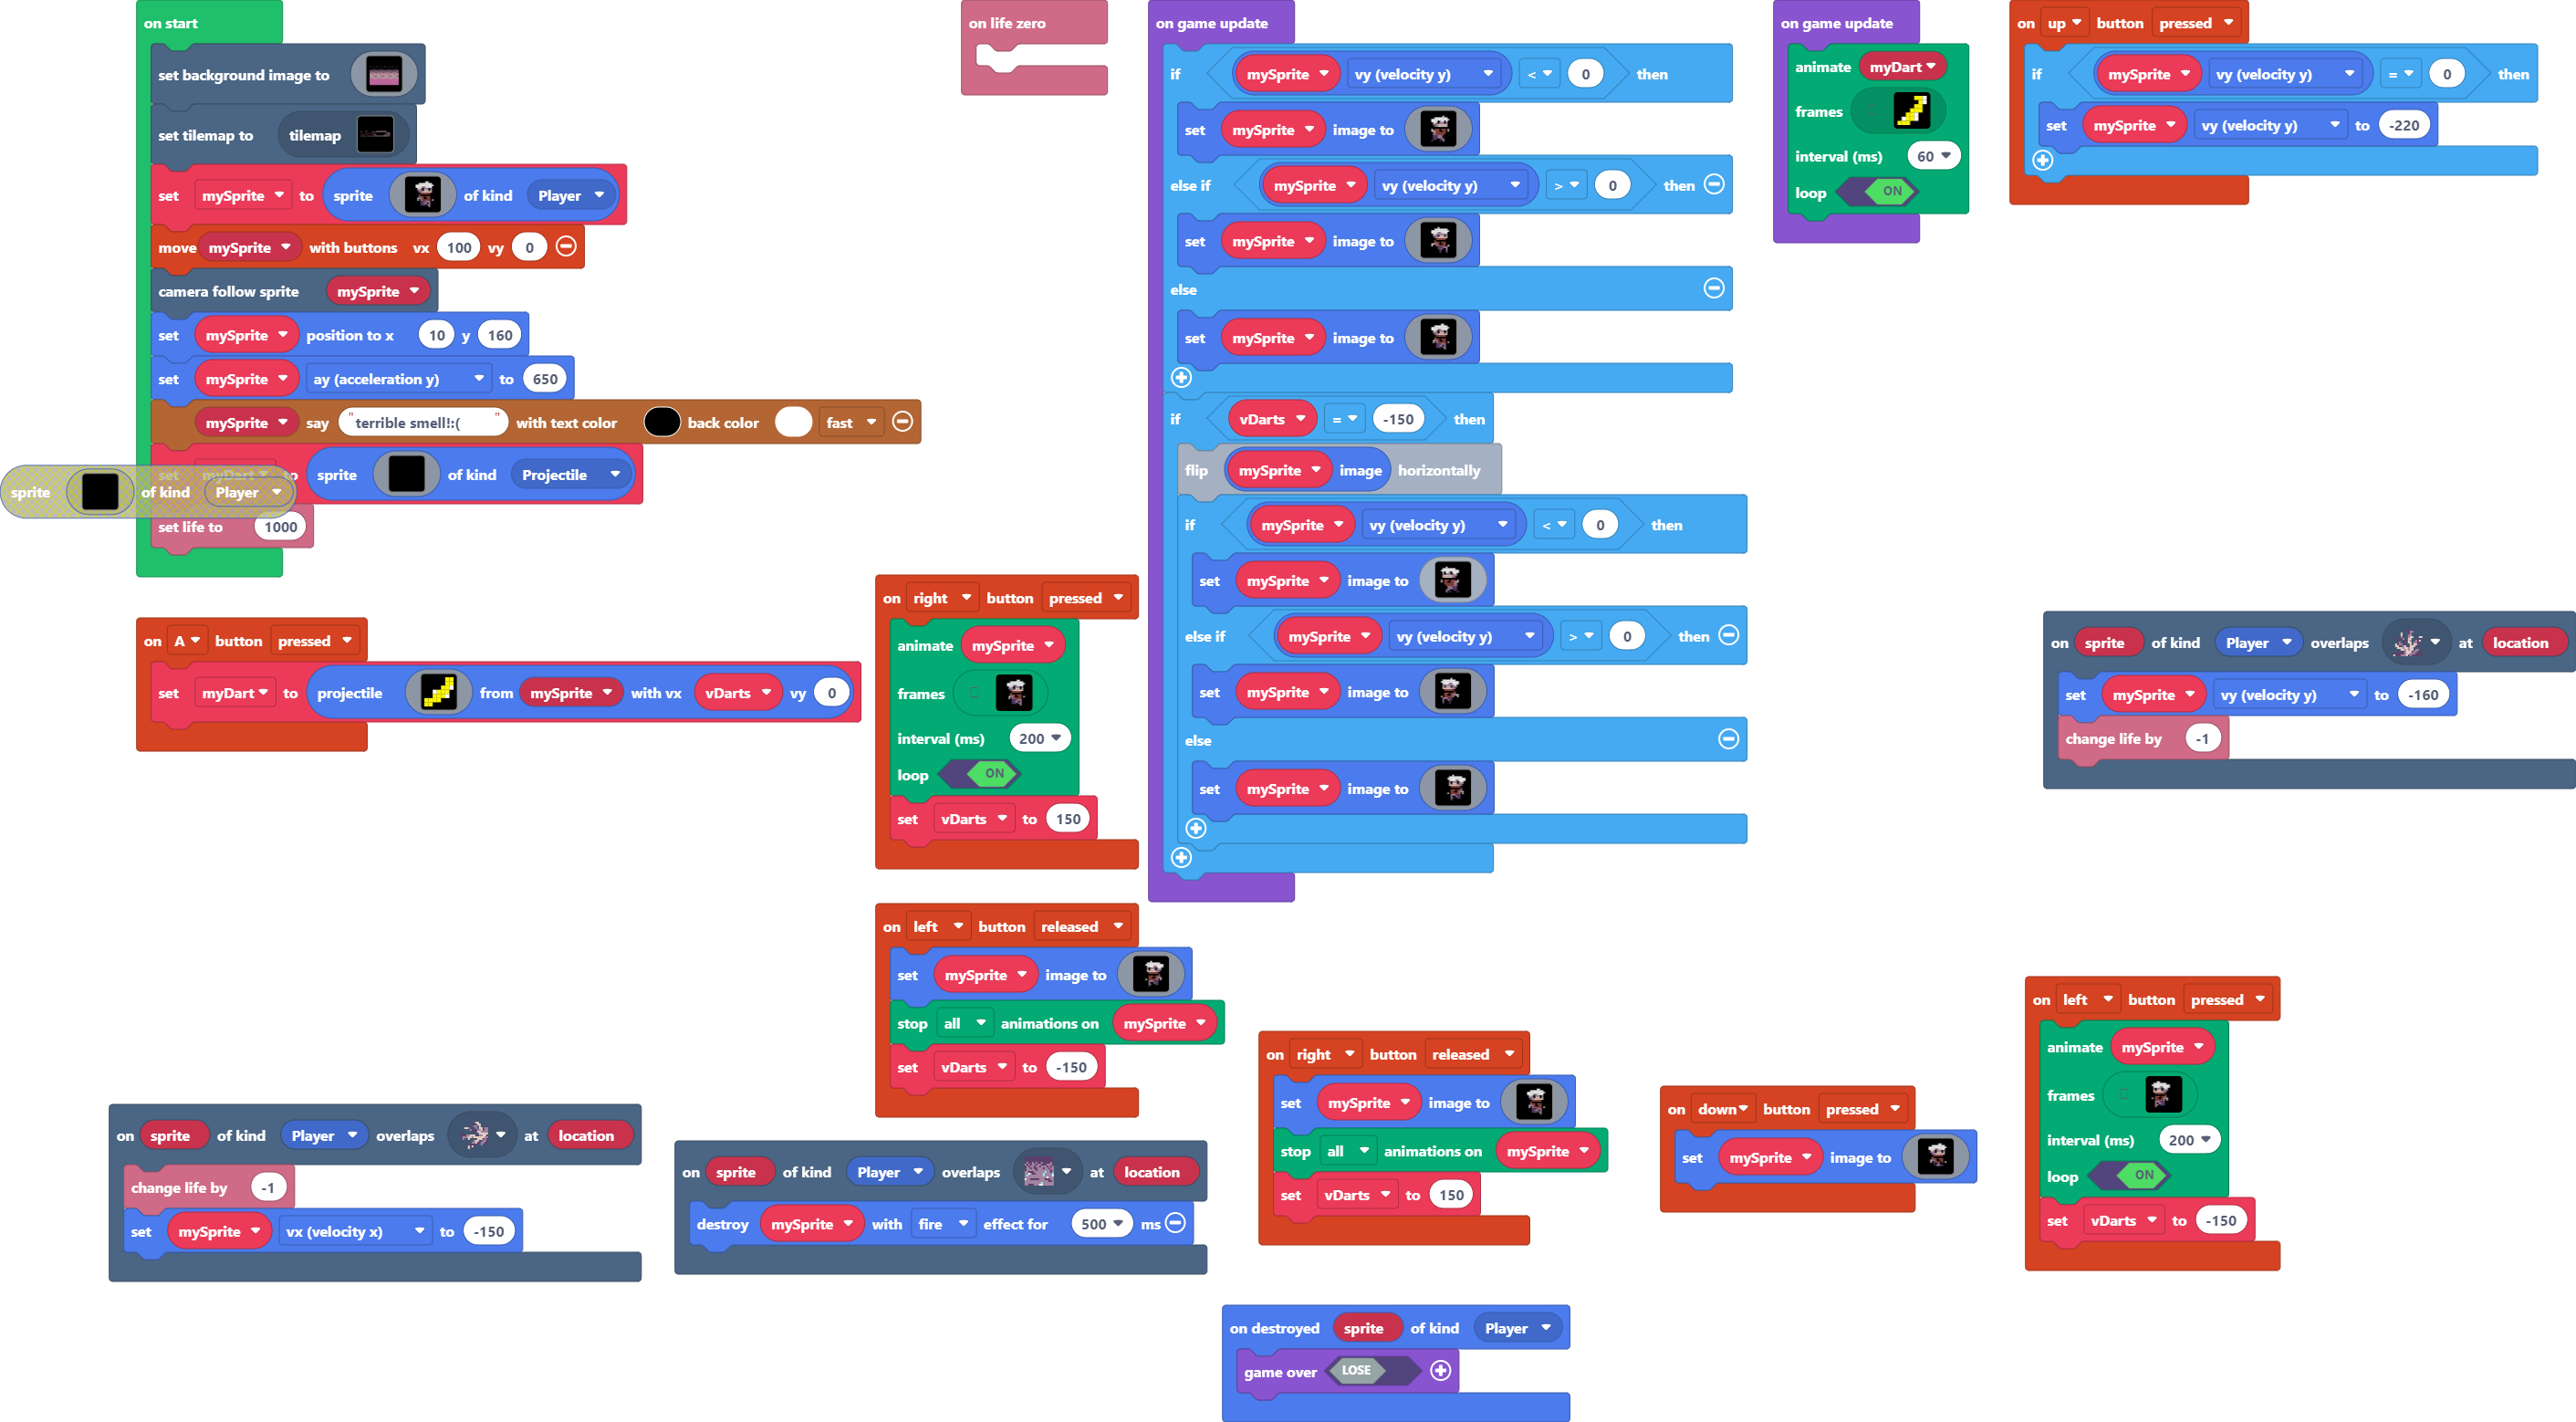 on start
set background image to
set tilemap to tilemap
set mySprite to sprite of kind Player
move mySprite with buttons vx 100 vy 0
camera follow sprite mySprite
set mySprite position to x 10 y 160
set mySprite ay (acceleration y) to 650
mySprite say "terrible smell!:(" with text color back color fast
set myDart to sprite of kind Projectile
sprite of kind Player
set life to 1000
on A button pressed
set myDart to projectile from mySprite with vx vDarts vy 0
on life zero
on right button pressed
animate mySprite
frames
interval (ms) 200
loop ON
set vDarts to 150
on left button released
set mySprite image to
stop all animations on mySprite
set vDarts to -150
on game update
if mySprite vy (velocity y) < 0 then
set mySprite image to
else if mySprite vy (velocity y) > 0 then
set mySprite image to
else
set mySprite image to
if vDarts = -150 then
flip mySprite image horizontally
if mySprite vy (velocity y) < 0 then
set mySprite image to
else if mySprite vy (velocity y) > 0 then
set mySprite image to
else
set mySprite image to
on game update
animate myDart
frames
interval (ms) 60
loop ON
on up button pressed
if mySprite vy (velocity y) = 0 then
set mySprite vy (velocity y) to -220
on sprite of kind Player overlaps at location
set mySprite vy (velocity y) to -160
change life by -1
on left button pressed
animate mySprite
frames
interval (ms) 200
loop ON
set vDarts to -150
on right button released
set mySprite image to
stop all animations on mySprite
set vDarts to 150
on down button pressed
set mySprite image to
on sprite of kind Player overlaps at location
change life by -1
set mySprite vx (velocity x) to -150
on sprite of kind Player overlaps at location
destroy mySprite with fire effect for 500 ms
on destroyed sprite of kind Player
game over LOSE